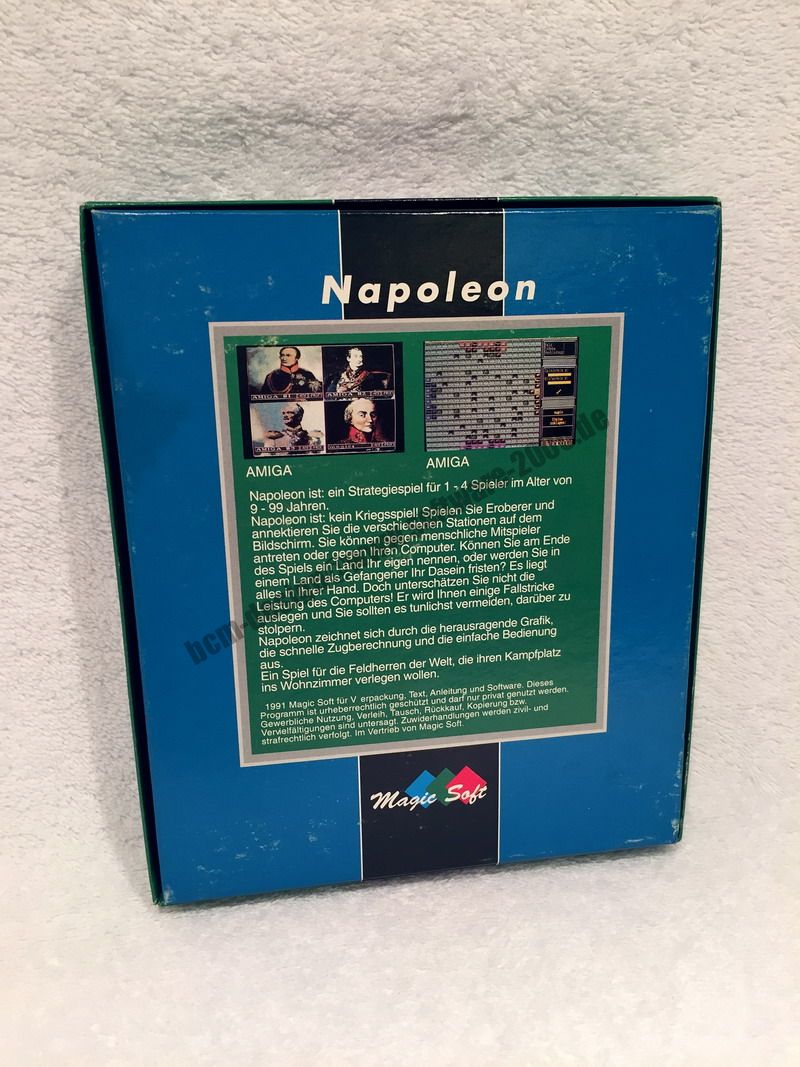 Napoleon
AMIGA #1
AMIGA #2
AMIGA #3
AMIGA
AMIGA
Napoleon ist: ein Strategiespiel für 1 - 4 Spieler im Alter von
9 - 99 Jahren.
Napoleon ist: kein Kriegsspiel! Spielen Sie Eroberer und
annektieren Sie die verschiedenen Stationen auf dem
Bildschirm. Sie können gegen menschliche Mitspieler
antreten oder gegen Ihren Computer. Können Sie am Ende
des Spiels ein Land Ihr eigen nennen, oder werden Sie in
einem Land als Gefangener Ihr Dasein fristen? Es liegt
alles in Ihrer Hand. Doch unterschätzen Sie nicht die
Leistung des Computers! Er wird Ihnen einige Fallstricke
auslegen und Sie sollten es tunlichst vermeiden, darüber zu
stolpern.
Napoleon zeichnet sich durch die herausragende Grafik,
die schnelle Zugberechnung und die einfache Bedienung
aus.
Ein Spiel für die Feldherren der Welt, die ihren Kampfplatz
ins Wohnzimmer verlegen wollen.
1991 Magic Soft für V erpackung, Text, Anleitung und Software. Dieses
Programm ist urheberrechtlich geschützt und darf nur privat genutzt werden.
Gewerbliche Nutzung, Verleih, Tausch, Rückkauf, Kopierung bzw.
Vervielfältigungen sind untersagt. Zuwiderhandlungen werden zivil- und
strafrechtlich verfolgt. Im Vertrieb von Magic Soft.
Magic Soft